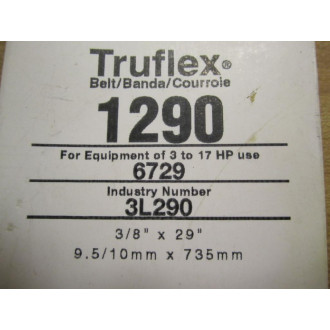 Truflex®
Belt/Banda/Courroie
1290
For Equipment of 3 to 17 HP use
6729
Industry Number
3L290
3/8" x 29"
9.5/10mm x 735mm